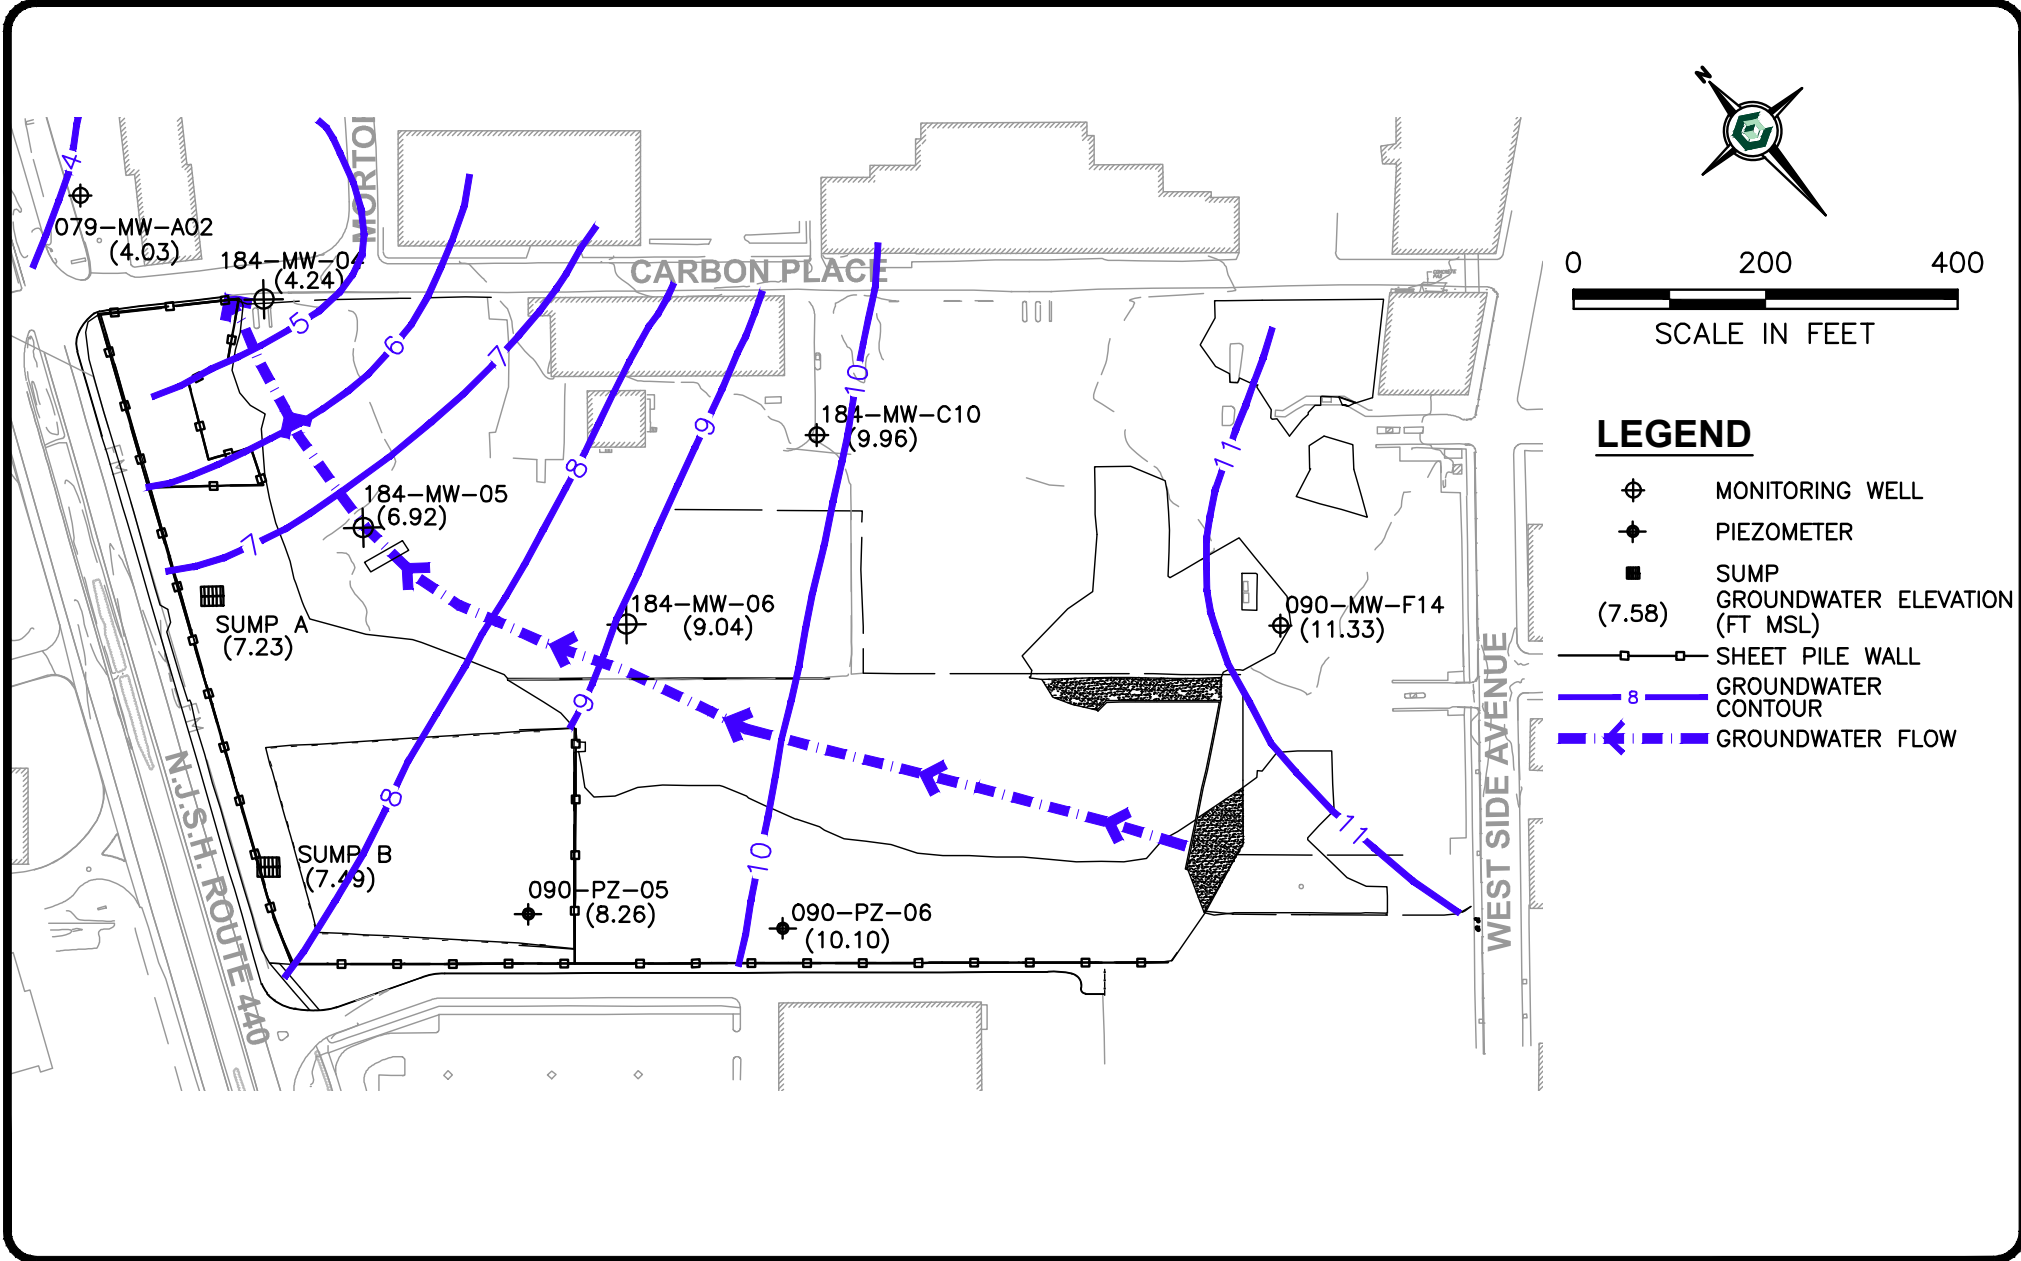 N
0 200 400
SCALE IN FEET
MORTO
4
079-MW-A02
(4.03)
184-MW-04
(4.24)
CARBON PLACE
5
6
7
10
9
8
11
184-MW-C10
(9.96)
184-MW-05
(6.92)
FM
7
SUMP A
(7.23)
184-MW-06
(9.04)
090-MW-F14
(11.33)
FM
9
8
11
10
SUMP B
(7.49)
090-PZ-05
(8.26)
090-PZ-06
(10.10)
N.J.S.H. ROUTE 440
WEST SIDE AVENUE
LEGEND
MONITORING WELL
PIEZOMETER
SUMP
(7.58) GROUNDWATER ELEVATION
(FT MSL)
SHEET PILE WALL
8 GROUNDWATER
CONTOUR
GROUNDWATER FLOW